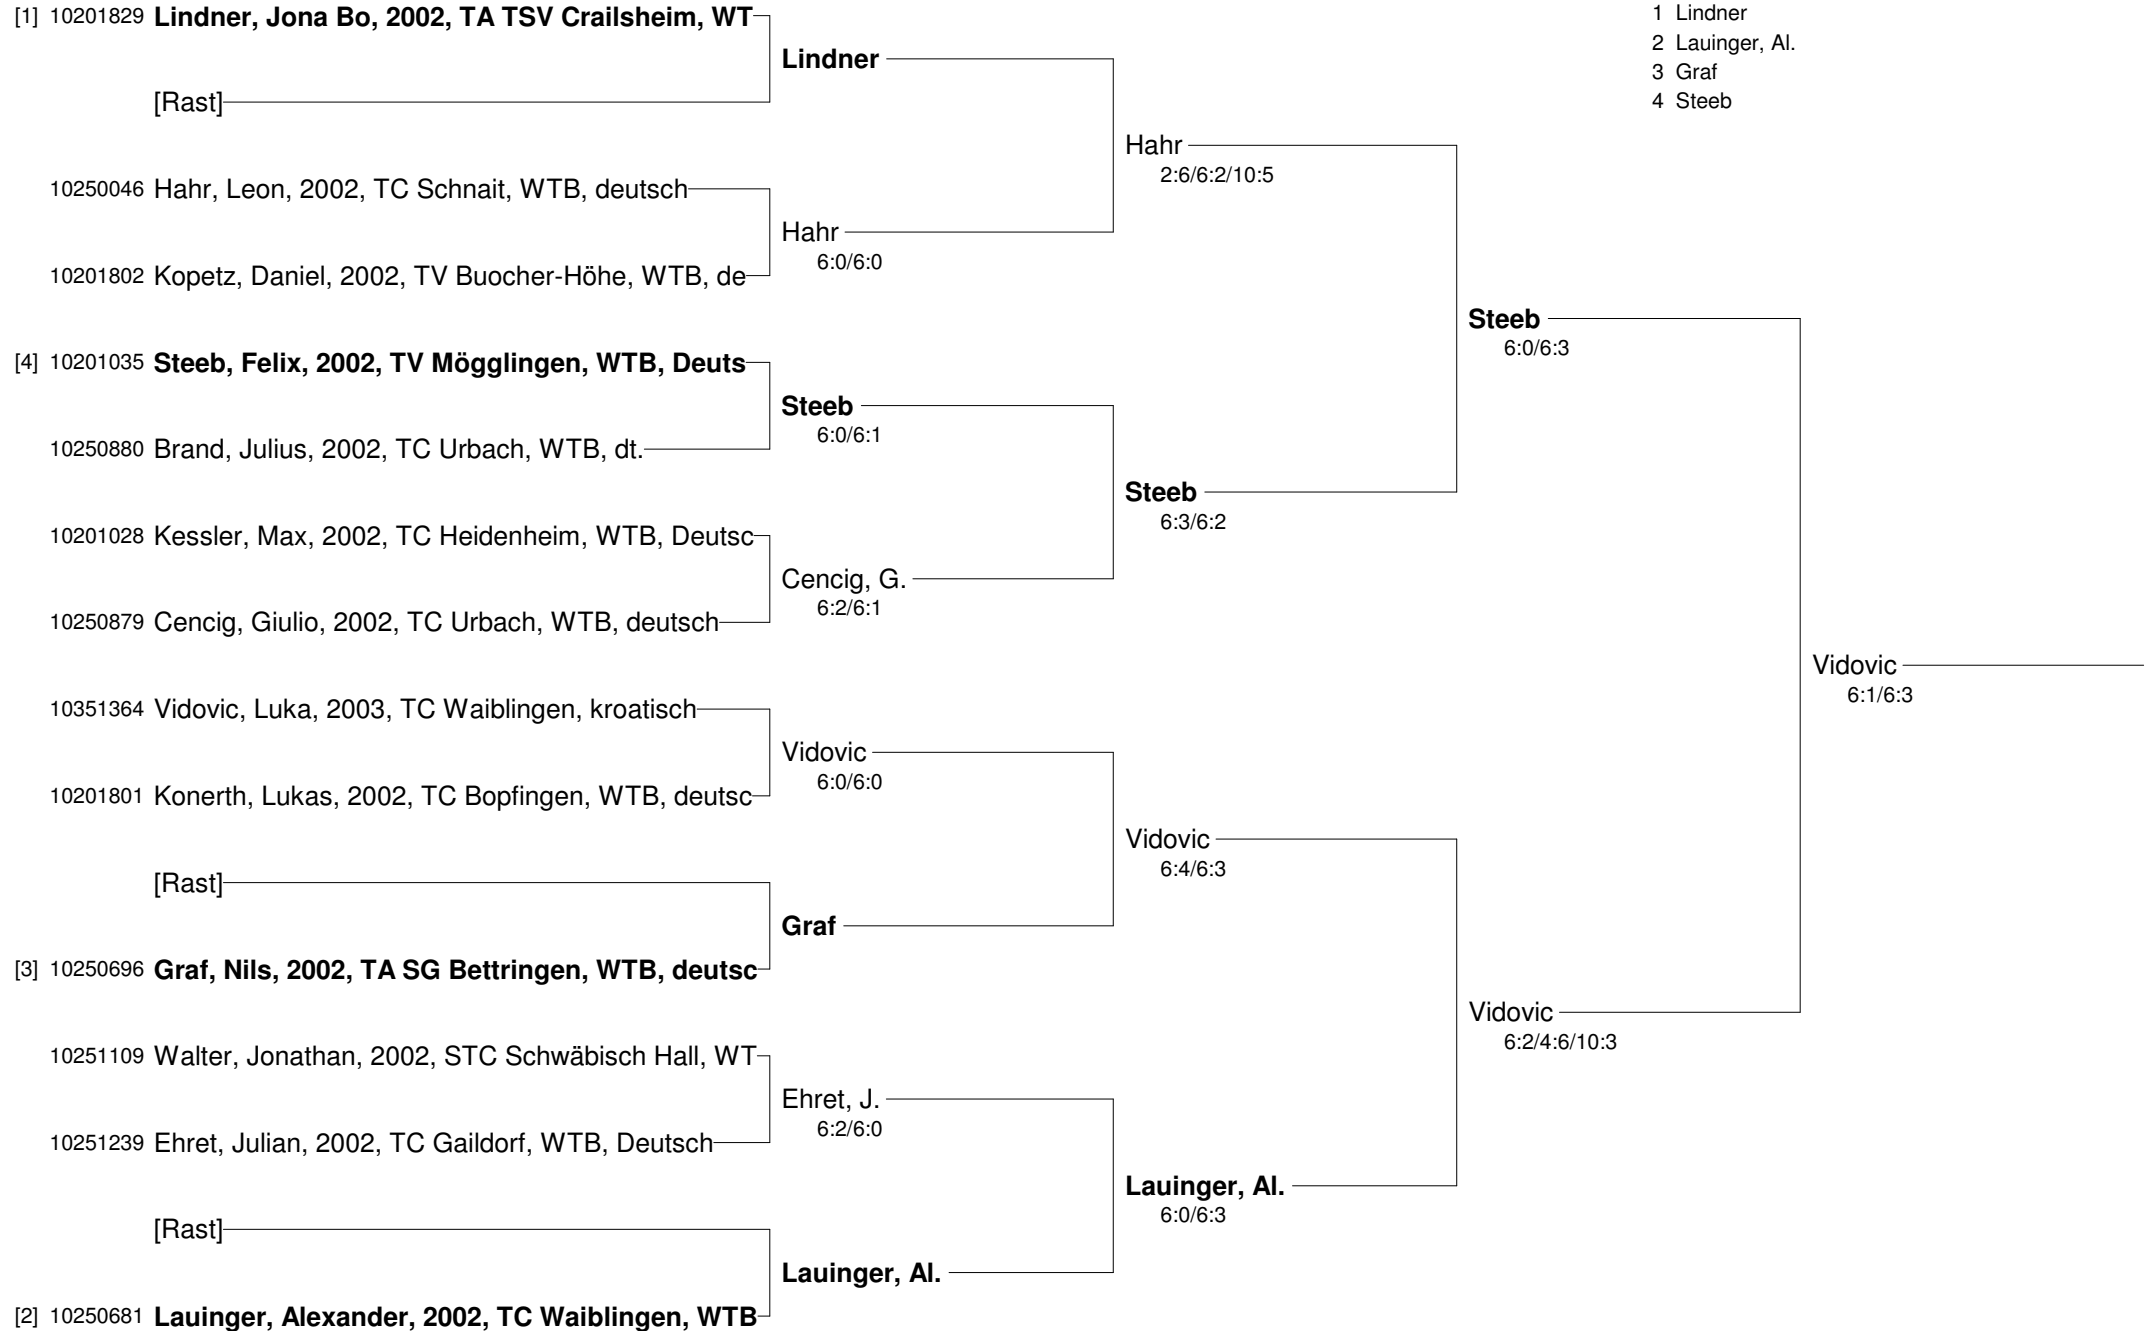 [1] 10201829 Lindner, Jona Bo, 2002, TA TSV Crailsheim, WT
[Rast]
10250046 Hahr, Leon, 2002, TC Schnait, WTB, deutsch
10201802 Kopetz, Daniel, 2002, TV Buocher-Höhe, WTB, de
[4] 10201035 Steeb, Felix, 2002, TV Mögglingen, WTB, Deuts
10250880 Brand, Julius, 2002, TC Urbach, WTB, dt.
10201028 Kessler, Max, 2002, TC Heidenheim, WTB, Deutsc
10250879 Cencig, Giulio, 2002, TC Urbach, WTB, deutsch
10351364 Vidovic, Luka, 2003, TC Waiblingen, kroatisch
10201801 Konerth, Lukas, 2002, TC Bopfingen, WTB, deutsc
[Rast]
[3] 10250696 Graf, Nils, 2002, TA SG Bettringen, WTB, deutsc
10251109 Walter, Jonathan, 2002, STC Schwäbisch Hall, WT
10251239 Ehret, Julian, 2002, TC Gaildorf, WTB, Deutsch
[Rast]
[2] 10250681 Lauinger, Alexander, 2002, TC Waiblingen, WTB
Lindner
Hahr
6:0/6:0
Steeb
6:0/6:1
Cencig, G.
6:2/6:1
Vidovic
6:0/6:0
Graf
Ehret, J.
6:2/6:0
Lauinger, Al.
Hahr
2:6/6:2/10:5
Steeb
6:3/6:2
Vidovic
6:4/6:3
Lauinger, Al.
6:0/6:3
Steeb
6:0/6:3
Vidovic
6:2/4:6/10:3
Vidovic
6:1/6:3
1 Lindner
2 Lauinger, Al.
3 Graf
4 Steeb